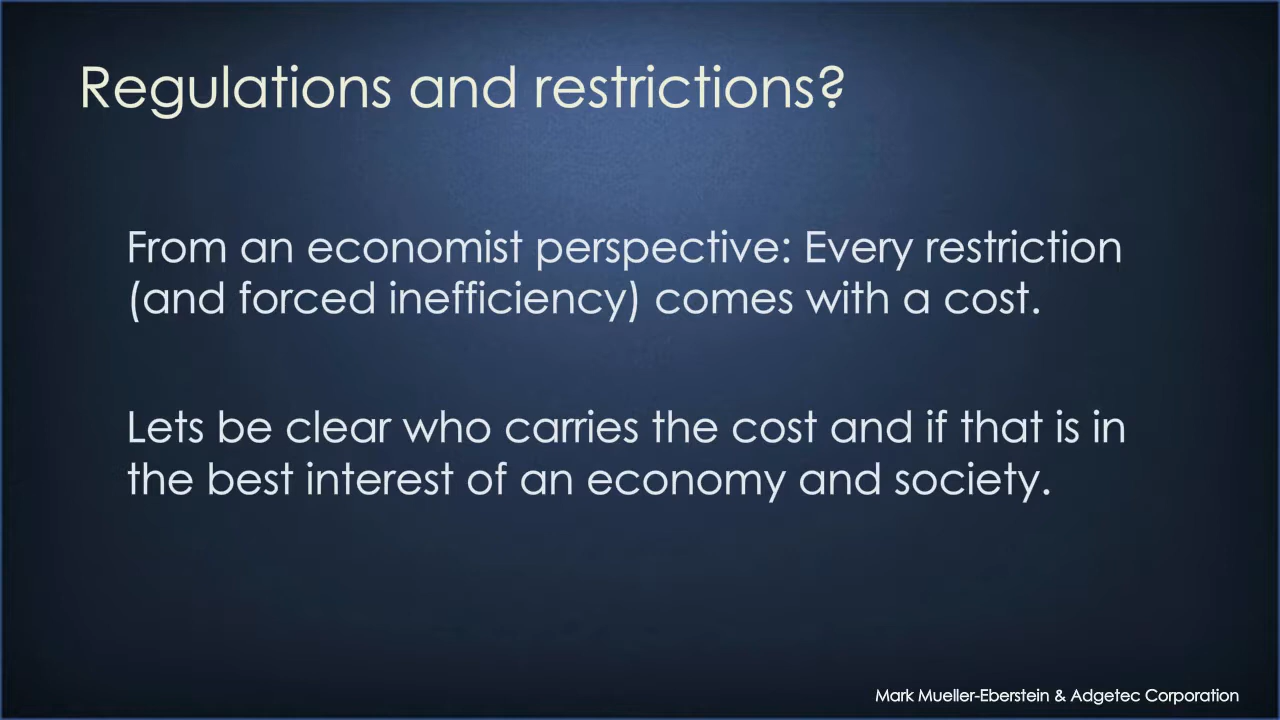 Regulations and restrictions?
From an economist perspective: Every restriction
(and forced inefficiency) comes with a cost.
Lets be clear who carries the cost and if that is in
the best interest of an economy and society.
Mark Mueller-Eberstein & Adgetec Corporation